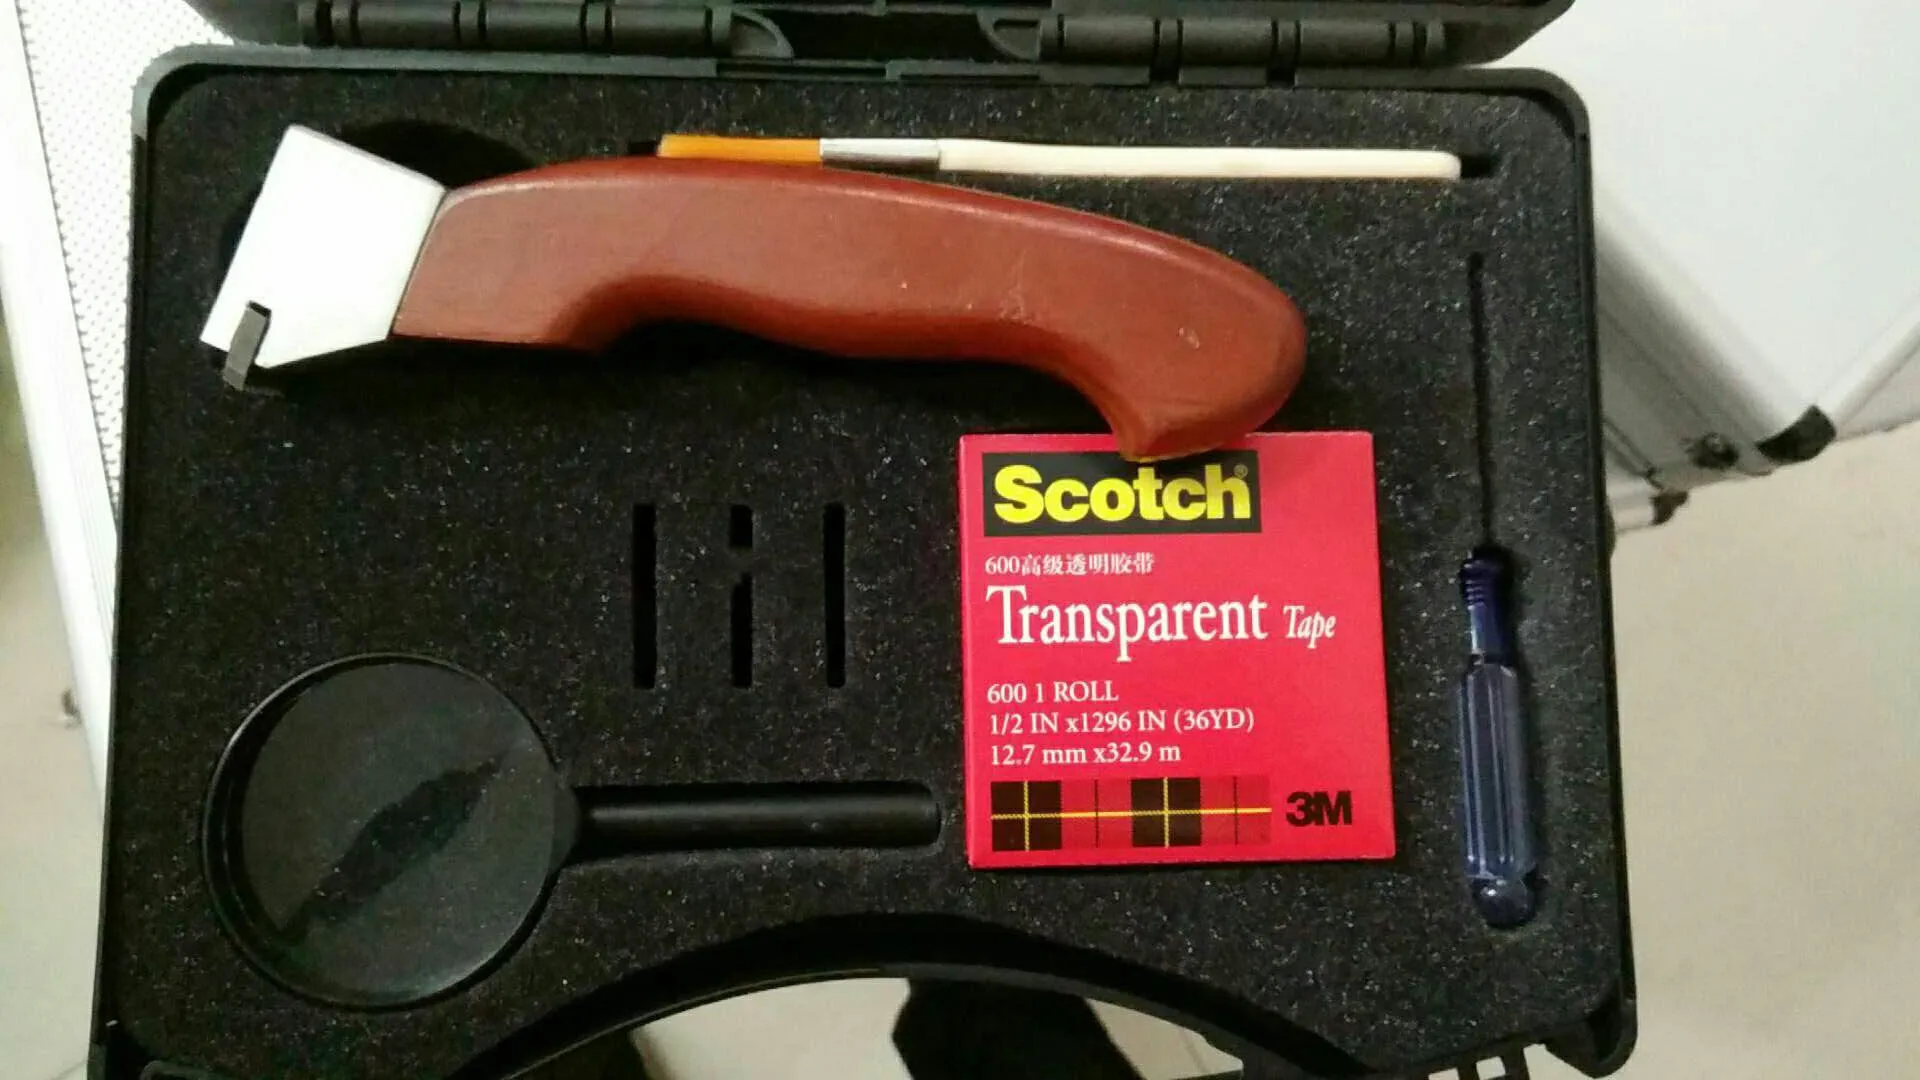 Scotch®
600高级透明胶带
Transparent Tape
600 1 ROLL
1/2 IN x1296 IN (36YD)
12.7 mm x32.9 m
3M